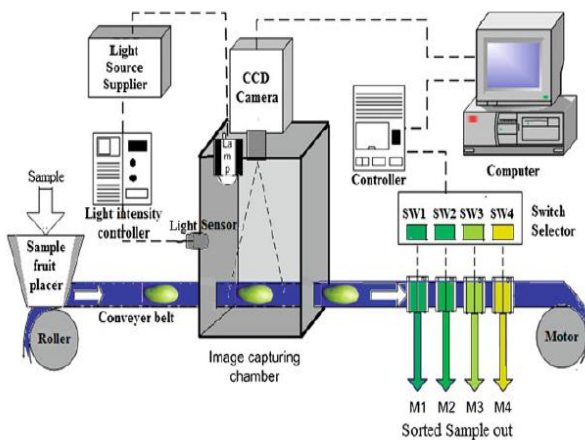 Light
Source
Supplier
CCD
Camera
La
m
p
Sample
Light intensity
controller
Light Sensor
Controller
Computer
SW1 SW2 SW3 SW4
Switch
Selector
Sample
fruit
placer
Conveyer belt
Roller
Motor
Image capturing
chamber
M1 M2 M3 M4
Sorted Sample out